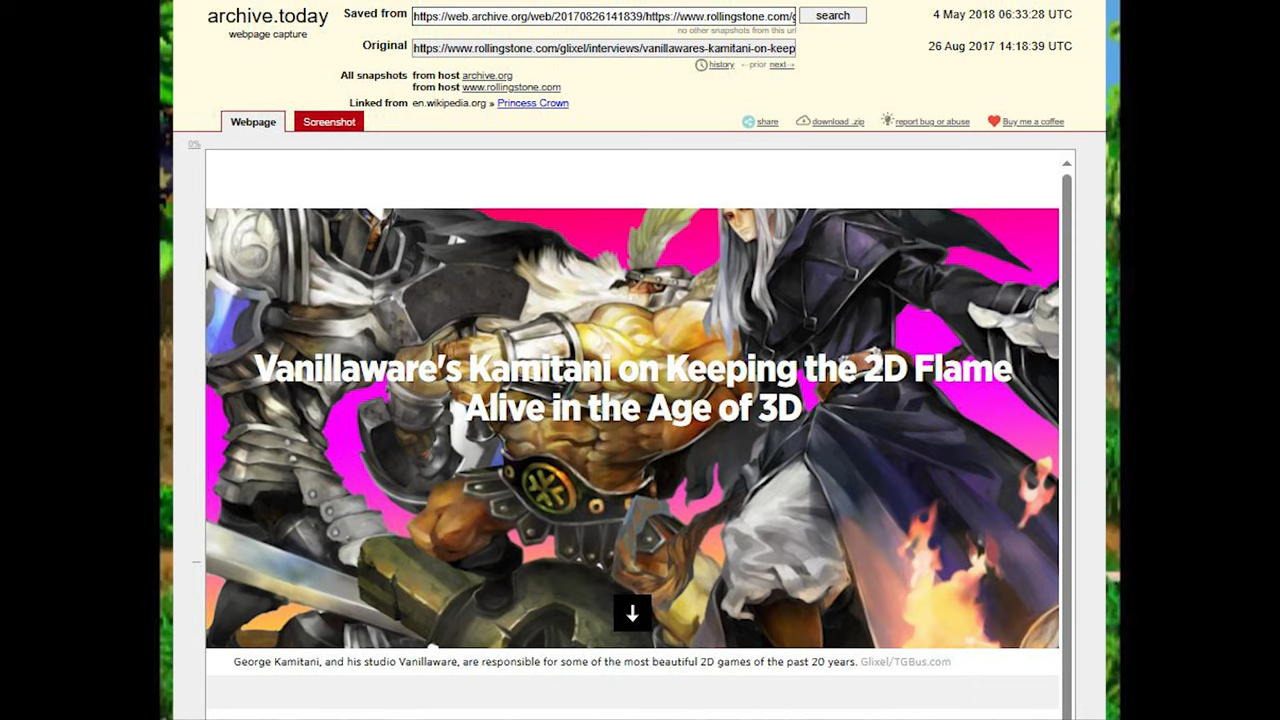 archive.today
webpage capture
Saved from
https://web.archive.org/web/20170826141839/https://www.rollingstone.com/g
search
4 May 2018 06:33:28 UTC
no other snapshots from this url
Original
https://www.rollingstone.com/glixel/interviews/vanillawares-kamitani-on-keep
26 Aug 2017 14:18:39 UTC
history ←prior next→
All snapshots from host archive.org
from host www.rollingstone.com
Linked from en.wikipedia.org » Princess Crown
Webpage Screenshot
share download .zip report bug or abuse Buy me a coffee
0%
Vanillaware's Kamitani on Keeping the 2D Flame
Alive in the Age of 3D
George Kamitani, and his studio Vanillaware, are responsible for some of the most beautiful 2D games of the past 20 years. Glixel/TGBus.com